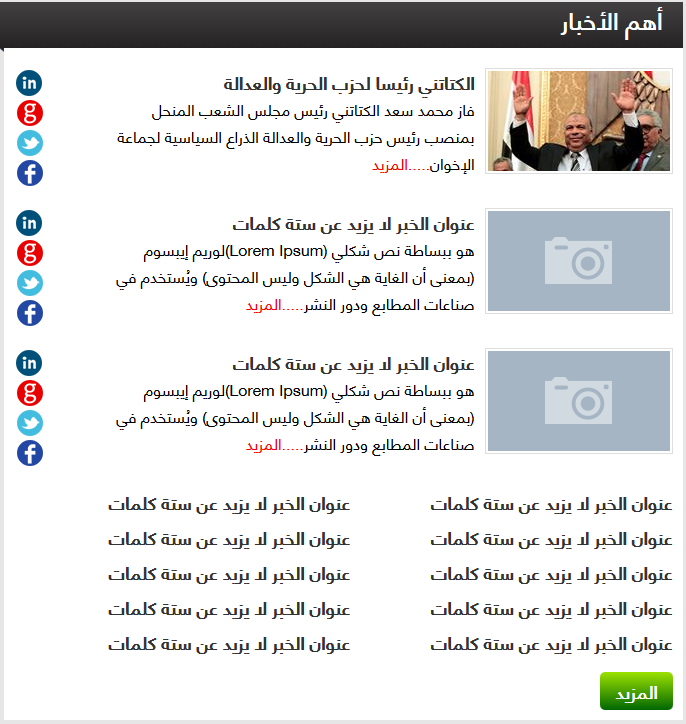 أهم الأخبار
الكتاتني رئيسا لحزب الحرية والعدالة
فاز محمد سعد الكتاتني رئيس مجلس الشعب المنحل
بمنصب رئيس حزب الحرية والعدالة الذراع السياسية لجماعة
الإخوان.....المزيد
in
g
f
عنوان الخبر لا يزيد عن ستة كلمات
هو ببساطة نص شكلي (Lorem Ipsum)لوريم إيبسوم
(بمعنى أن الغاية هي الشكل وليس المحتوى) ويُستخدم في
صناعات المطابع ودور النشر.....المزيد
in
g
f
عنوان الخبر لا يزيد عن ستة كلمات
هو ببساطة نص شكلي (Lorem Ipsum)لوريم إيبسوم
(بمعنى أن الغاية هي الشكل وليس المحتوى) ويُستخدم في
صناعات المطابع ودور النشر.....المزيد
in
g
f
عنوان الخبر لا يزيد عن ستة كلمات
عنوان الخبر لا يزيد عن ستة كلمات
عنوان الخبر لا يزيد عن ستة كلمات
عنوان الخبر لا يزيد عن ستة كلمات
عنوان الخبر لا يزيد عن ستة كلمات
عنوان الخبر لا يزيد عن ستة كلمات
عنوان الخبر لا يزيد عن ستة كلمات
عنوان الخبر لا يزيد عن ستة كلمات
عنوان الخبر لا يزيد عن ستة كلمات
عنوان الخبر لا يزيد عن ستة كلمات
المزيد